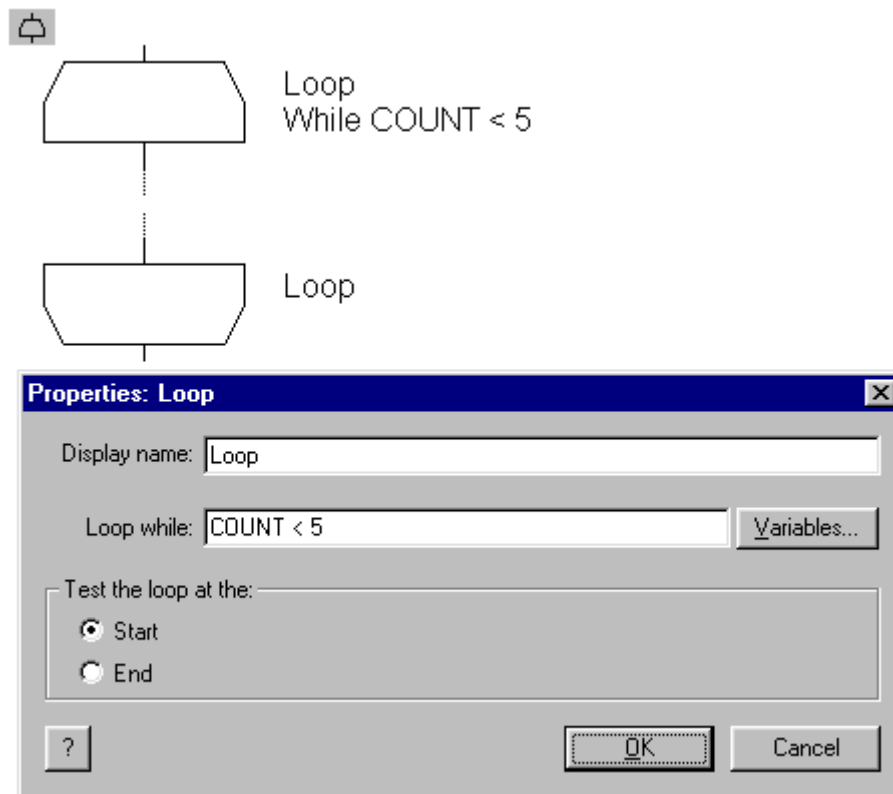 Loop
While COUNT < 5
Loop
Properties: Loop
Display name: Loop
Loop while: COUNT < 5 Variables...
Test the loop at the:
Start
End
? OK Cancel